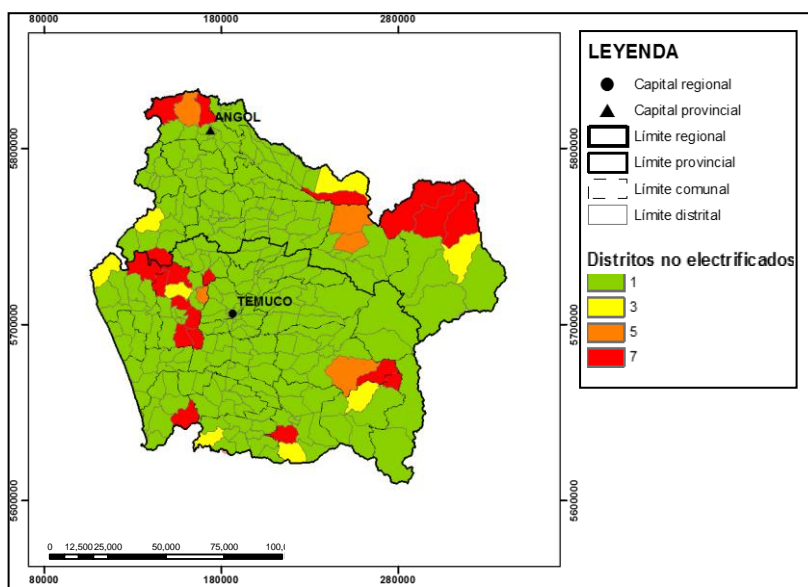 80000 180000 280000
LEYENDA
Capital regional
Capital provincial
Límite regional
Límite provincial
Límite comunal
Límite distrital
Distritos no electrificados
1
3
5
7
ANGOL
TEMUCO
5800000 5800000
5700000 5700000
5600000 5600000
0 12,500 25,000 50,000 75,000 100,0
80000 180000 280000